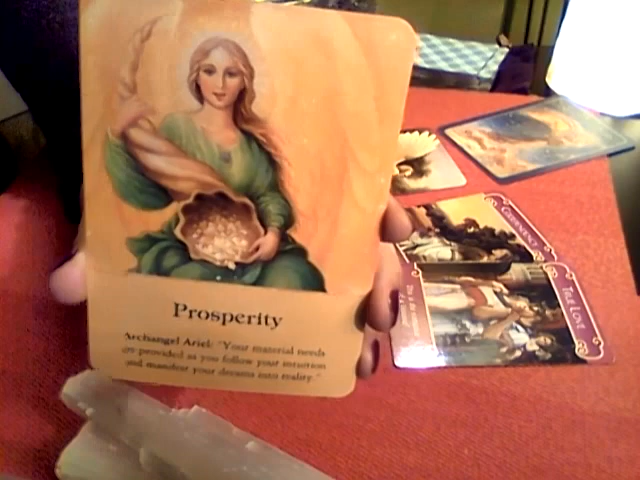 Prosperity
Archangel Ariel: "Your material needs
are provided as you follow your intuition
and manifest your dreams into reality."
TRUE LOVE